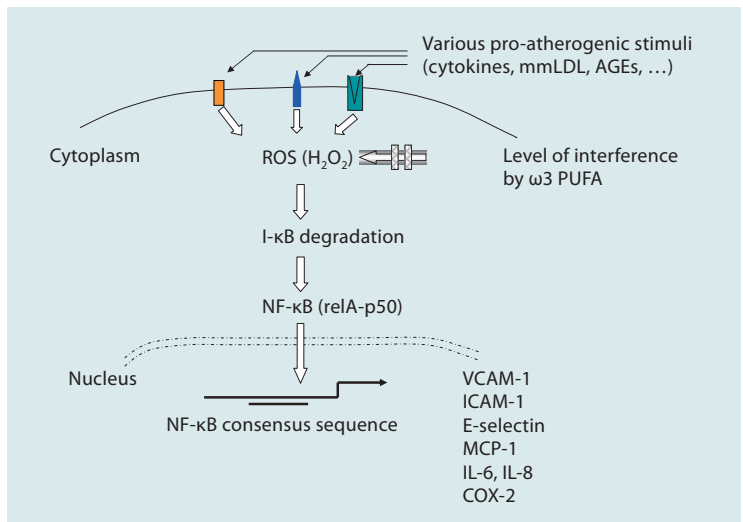 Various pro-atherogenic stimuli
(cytokines, mmLDL, AGEs, …)
Cytoplasm
ROS (H₂O₂)
Level of interference
by ω3 PUFA
I-κB degradation
NF-κB (relA-p50)
Nucleus
NF-κB consensus sequence
VCAM-1
ICAM-1
E-selectin
MCP-1
IL-6, IL-8
COX-2